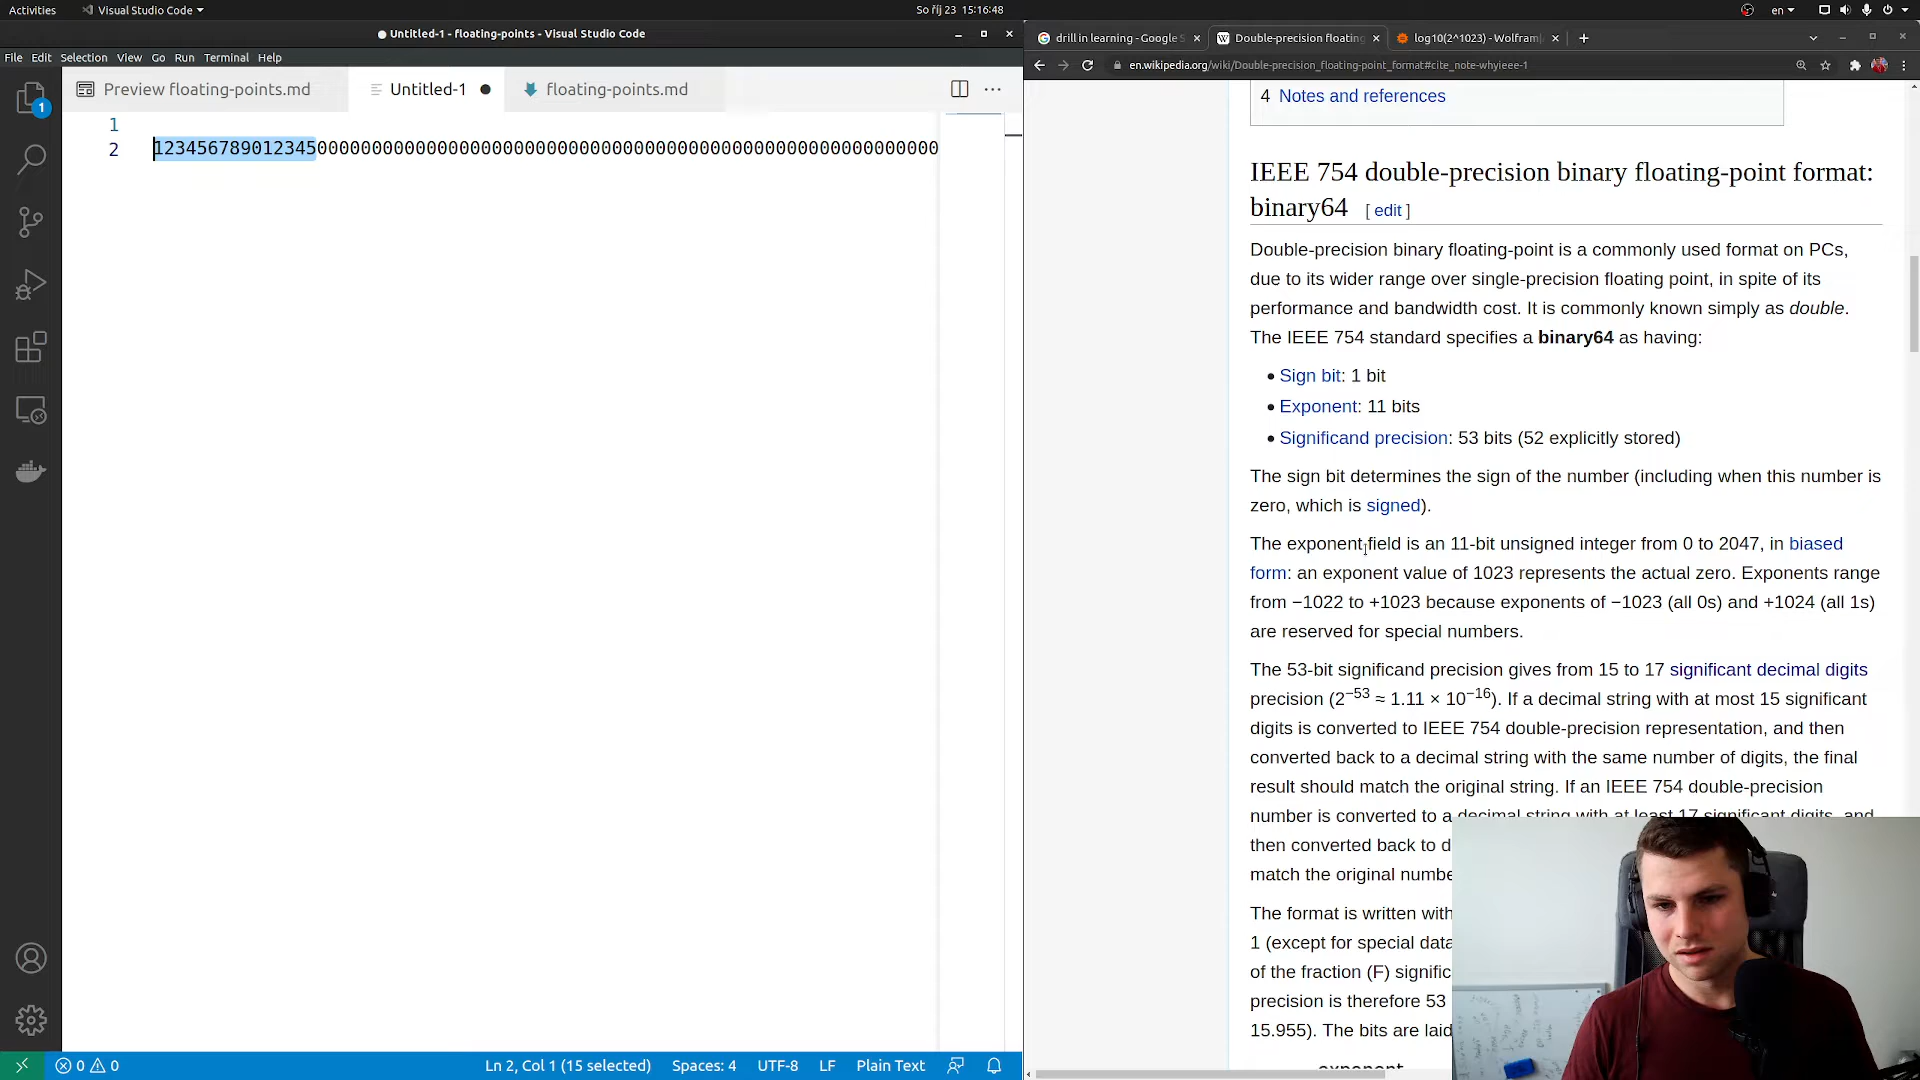 Activities
Visual Studio Code
So říj 23 15:16:48
en
Untitled-1 - floating-points - Visual Studio Code
File Edit Selection View Go Run Terminal Help
Preview floating-points.md
Untitled-1
floating-points.md
1
1
2 123456789012345000000000000000000000000000000000000000000000000000000000
Ln 2, Col 1 (15 selected)
Spaces: 4
UTF-8
LF
Plain Text
0 0
drill in learning - Google S
Double-precision floating
log10(2^1023) - Wolfram
en.wikipedia.org/wiki/Double-precision_floating-point_format#cite_note-whyieee-1
4 Notes and references
IEEE 754 double-precision binary floating-point format:
binary64 [ edit ]
Double-precision binary floating-point is a commonly used format on PCs,
due to its wider range over single-precision floating point, in spite of its
performance and bandwidth cost. It is commonly known simply as double.
The IEEE 754 standard specifies a binary64 as having:
• Sign bit: 1 bit
• Exponent: 11 bits
• Significand precision: 53 bits (52 explicitly stored)
The sign bit determines the sign of the number (including when this number is
zero, which is signed).
The exponent field is an 11-bit unsigned integer from 0 to 2047, in biased
form: an exponent value of 1023 represents the actual zero. Exponents range
from −1022 to +1023 because exponents of −1023 (all 0s) and +1024 (all 1s)
are reserved for special numbers.
The 53-bit significand precision gives from 15 to 17 significant decimal digits
precision (2−53 ≈ 1.11 × 10−16). If a decimal string with at most 15 significant
digits is converted to IEEE 754 double-precision representation, and then
converted back to a decimal string with the same number of digits, the final
result should match the original string. If an IEEE 754 double-precision
number is converted to a decimal string with at least 17 significant digits, and
then converted back to d
match the original numbe
The format is written with
1 (except for special data
of the fraction (F) signific
precision is therefore 53
15.955). The bits are laid
exponent